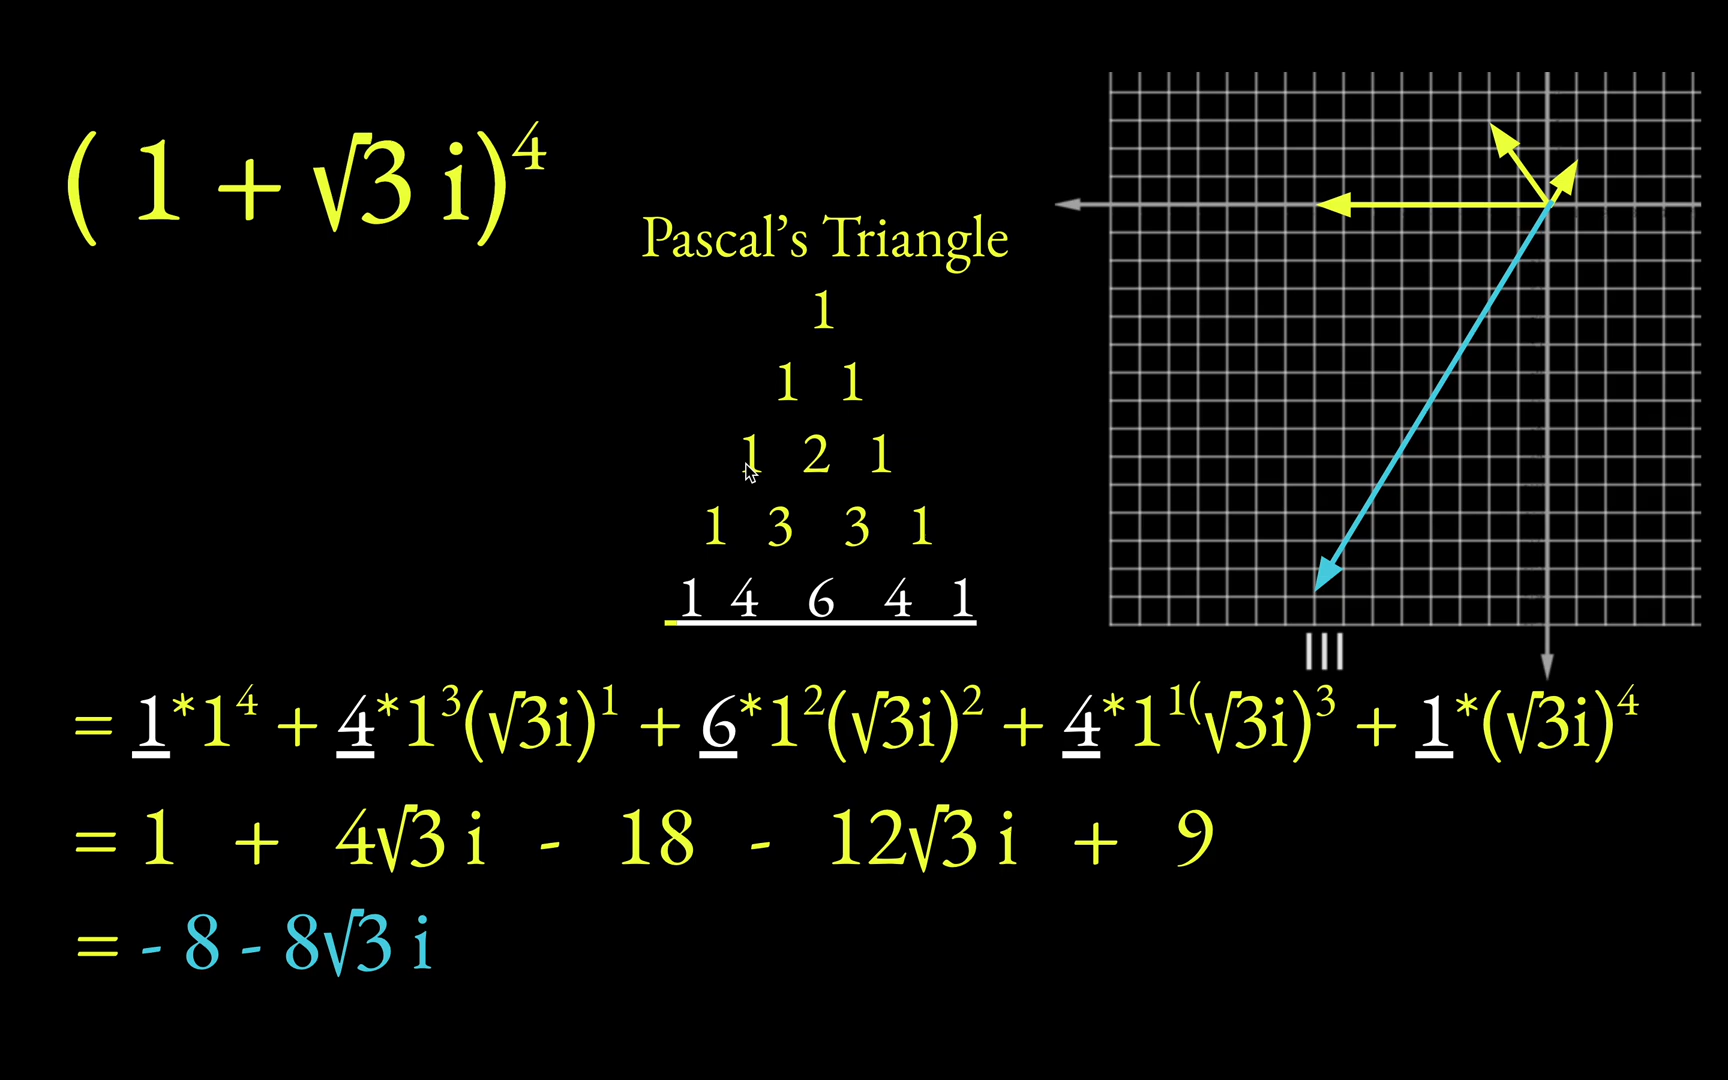 ( 1 + √3 i)⁴
Pascal's Triangle
1
1 1
1 2 1
1 3 3 1
1 4 6 4 1
III
= 1*1⁴ + 4*1³(√3i)¹ + 6*1²(√3i)² + 4*1¹⁽√3i)³ + 1*(√3i)⁴
= 1 + 4√3 i - 18 - 12√3 i + 9
= - 8 - 8√3 i